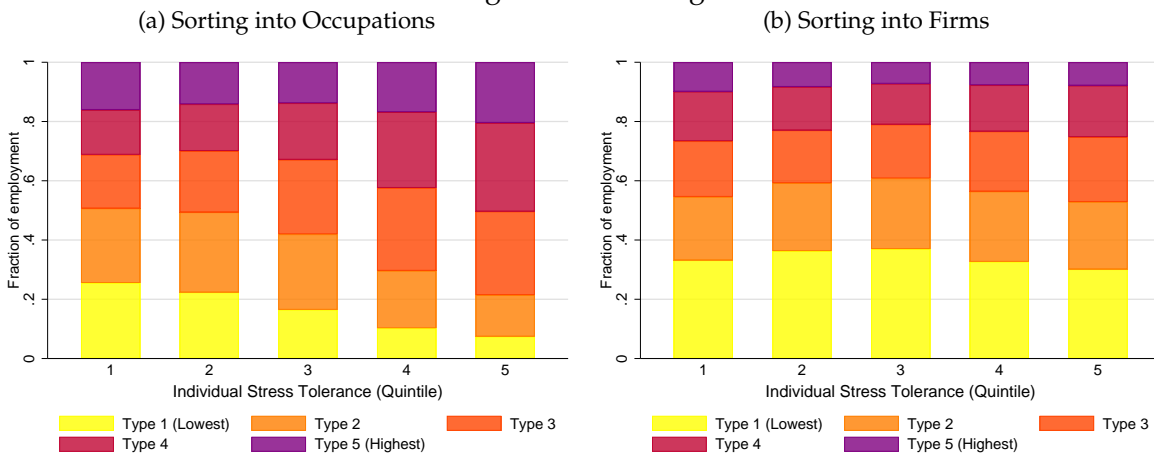 (a) Sorting into Occupations
Fraction of employment
1
.8
.6
.4
.2
0
1 2 3 4 5
Individual Stress Tolerance (Quintile)
Type 1 (Lowest) Type 2 Type 3
Type 4 Type 5 (Highest)
(b) Sorting into Firms
Fraction of employment
1
.8
.6
.4
.2
0
1 2 3 4 5
Individual Stress Tolerance (Quintile)
Type 1 (Lowest) Type 2 Type 3
Type 4 Type 5 (Highest)